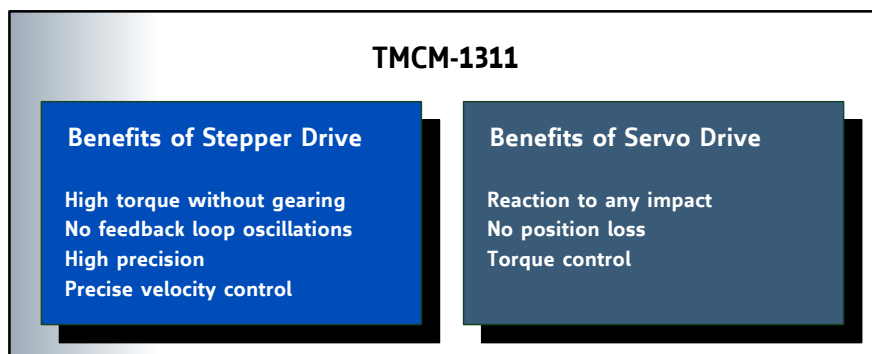 TMCM-1311
Benefits of Stepper Drive
High torque without gearing
No feedback loop oscillations
High precision
Precise velocity control
Benefits of Servo Drive
Reaction to any impact
No position loss
Torque control